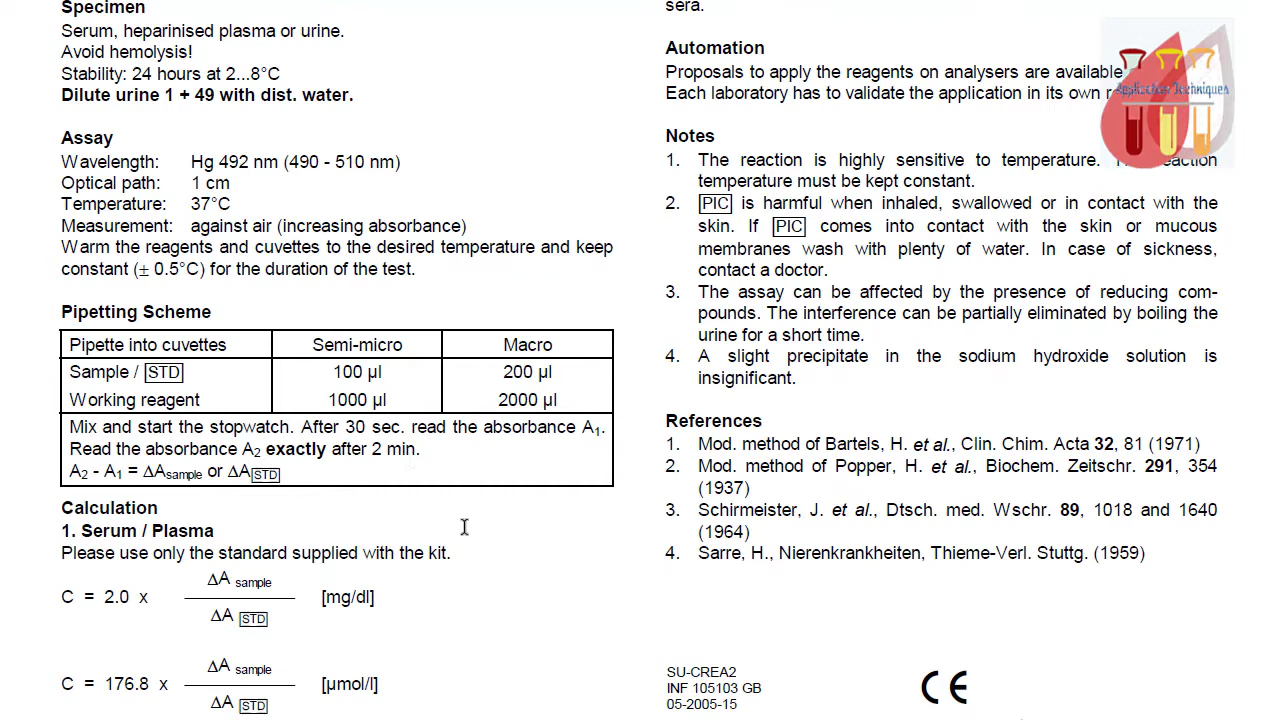 Specimen
Serum, heparinised plasma or urine.
Avoid hemolysis!
Stability: 24 hours at 2...8°C
Dilute urine 1 + 49 with dist. water.
Assay
Wavelength: Hg 492 nm (490 - 510 nm)
Optical path: 1 cm
Temperature: 37°C
Measurement: against air (increasing absorbance)
Warm the reagents and cuvettes to the desired temperature and keep
constant (± 0.5°C) for the duration of the test.
Pipetting Scheme
Pipette into cuvettes Semi-micro Macro
Sample / STD 100 µl 200 µl
Working reagent 1000 µl 2000 µl
Mix and start the stopwatch. After 30 sec. read the absorbance A1.
Read the absorbance A2 exactly after 2 min.
A2 - A1 = ΔAsample or ΔASTD
Calculation
1. Serum / Plasma
Please use only the standard supplied with the kit.
ΔA sample
C = 2.0 x [mg/dl]
ΔA STD
ΔA sample
C = 176.8 x [µmol/l]
ΔA STD
sera.
Automation
Proposals to apply the reagents on analysers are available
Each laboratory has to validate the application in its own
Application Techniques
Notes
1. The reaction is highly sensitive to temperature.
temperature must be kept constant.
2. PIC is harmful when inhaled, swallowed or in contact with the
skin. If PIC comes into contact with the skin or mucous
membranes wash with plenty of water. In case of sickness,
contact a doctor.
3. The assay can be affected by the presence of reducing com-
pounds. The interference can be partially eliminated by boiling the
urine for a short time.
4. A slight precipitate in the sodium hydroxide solution is
insignificant.
References
1. Mod. method of Bartels, H. et al., Clin. Chim. Acta 32, 81 (1971)
2. Mod. method of Popper, H. et al., Biochem. Zeitschr. 291, 354
(1937)
3. Schirmeister, J. et al., Dtsch. med. Wschr. 89, 1018 and 1640
(1964)
4. Sarre, H., Nierenkrankheiten, Thieme-Verl. Stuttg. (1959)
SU-CREA2
INF 105103 GB
05-2005-15
CE